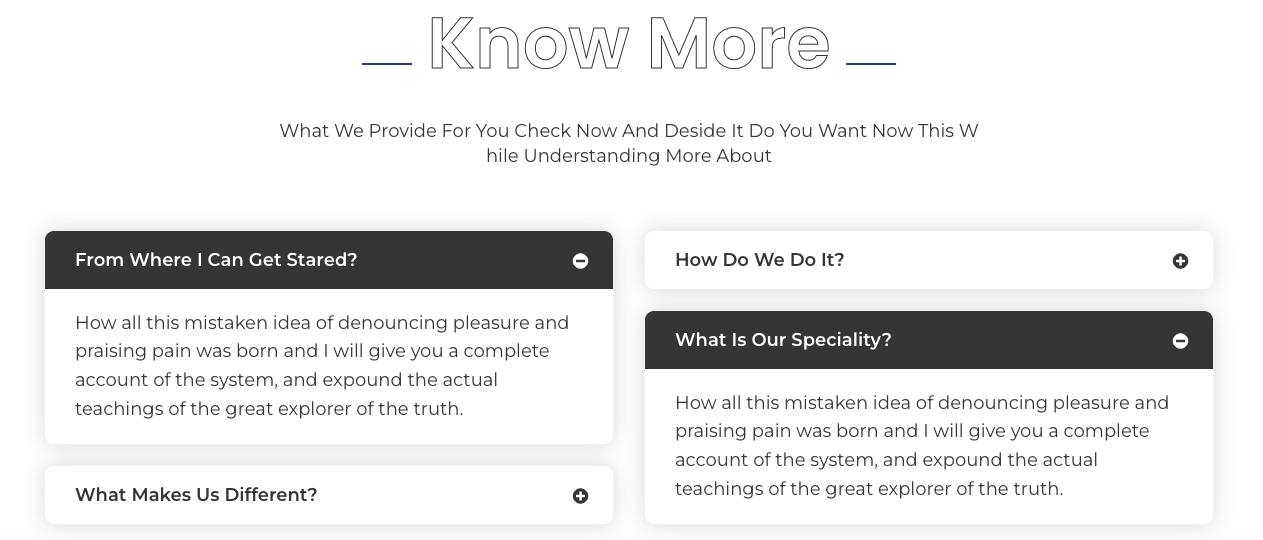 Know More
What We Provide For You Check Now And Deside It Do You Want Now This W
hile Understanding More About
From Where I Can Get Stared?
How all this mistaken idea of denouncing pleasure and
praising pain was born and I will give you a complete
account of the system, and expound the actual
teachings of the great explorer of the truth.
What Makes Us Different?
How Do We Do It?
What Is Our Speciality?
How all this mistaken idea of denouncing pleasure and
praising pain was born and I will give you a complete
account of the system, and expound the actual
teachings of the great explorer of the truth.